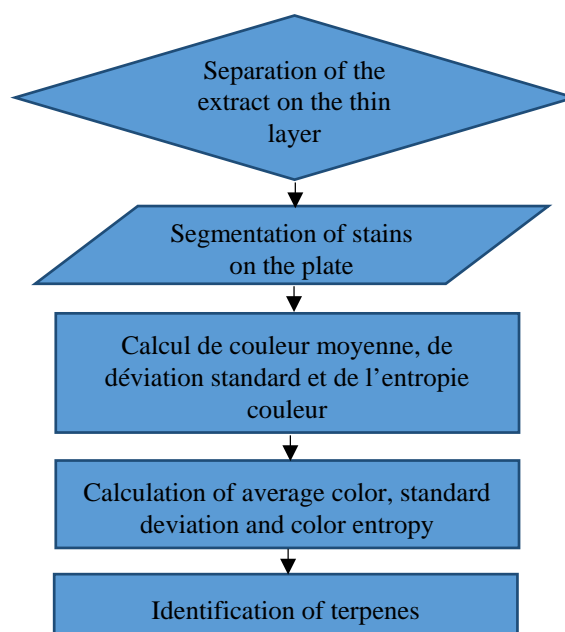 Separation of the
extract on the thin
layer
Segmentation of stains
on the plate
Calcul de couleur moyenne, de
déviation standard et de l’entropie
couleur
Calculation of average color, standard
deviation and color entropy
Identification of terpenes